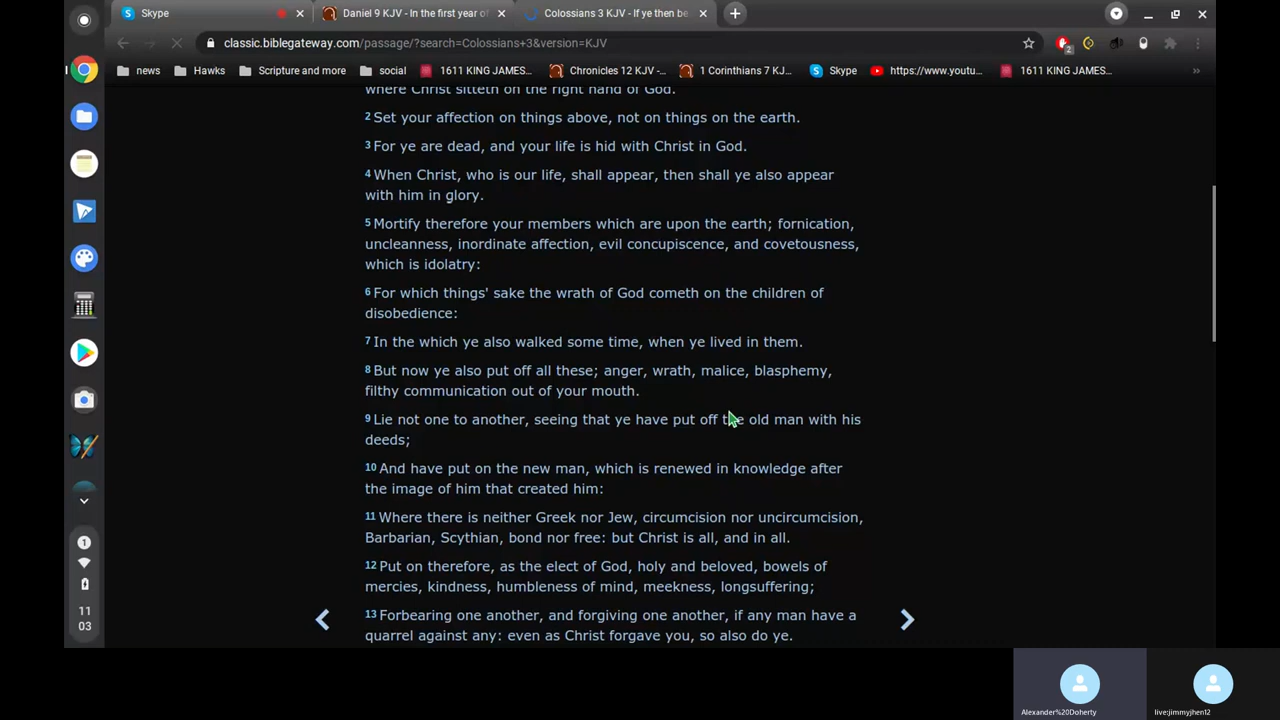 Skype
Daniel 9 KJV - In the first year of
Colossians 3 KJV - If ye then be
classic.biblegateway.com/passage/?search=Colossians+3&version=KJV
2
news
Hawks
Scripture and more
social
1611 KING JAMES...
Chronicles 12 KJV -...
1 Corinthians 7 KJ...
Skype
https://www.youtu...
1611 KING JAMES...
»
where Christ sitteth on the right hand of God.
2 Set your affection on things above, not on things on the earth.
3 For ye are dead, and your life is hid with Christ in God.
4 When Christ, who is our life, shall appear, then shall ye also appear
with him in glory.
5 Mortify therefore your members which are upon the earth; fornication,
uncleanness, inordinate affection, evil concupiscence, and covetousness,
which is idolatry:
6 For which things' sake the wrath of God cometh on the children of
disobedience:
7 In the which ye also walked some time, when ye lived in them.
8 But now ye also put off all these; anger, wrath, malice, blasphemy,
filthy communication out of your mouth.
9 Lie not one to another, seeing that ye have put off the old man with his
deeds;
10 And have put on the new man, which is renewed in knowledge after
the image of him that created him:
11 Where there is neither Greek nor Jew, circumcision nor uncircumcision,
Barbarian, Scythian, bond nor free: but Christ is all, and in all.
12 Put on therefore, as the elect of God, holy and beloved, bowels of
mercies, kindness, humbleness of mind, meekness, longsuffering;
13 Forbearing one another, and forgiving one another, if any man have a
quarrel against any: even as Christ forgave you, so also do ye.
1
11
03
Alexander%20Doherty
live:jimmyjhen12